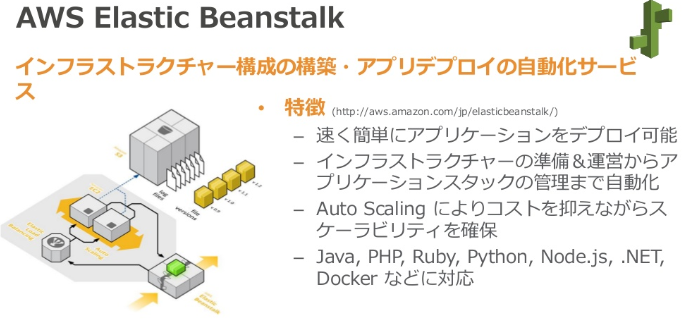 AWS Elastic Beanstalk
インフラストラクチャー構成の構築・アプリデプロイの自動化サービ
ス
• 特徴 (http://aws.amazon.com/jp/elasticbeanstalk/)
– 速く簡単にアプリケーションをデプロイ可能
– インフラストラクチャーの準備＆運営からア
プリケーションスタックの管理まで自動化
– Auto Scaling によりコストを抑えながらス
ケーラビリティを確保
– Java, PHP, Ruby, Python, Node.js, .NET,
Docker などに対応
log
files
app
versions
Elastic
Beanstalk